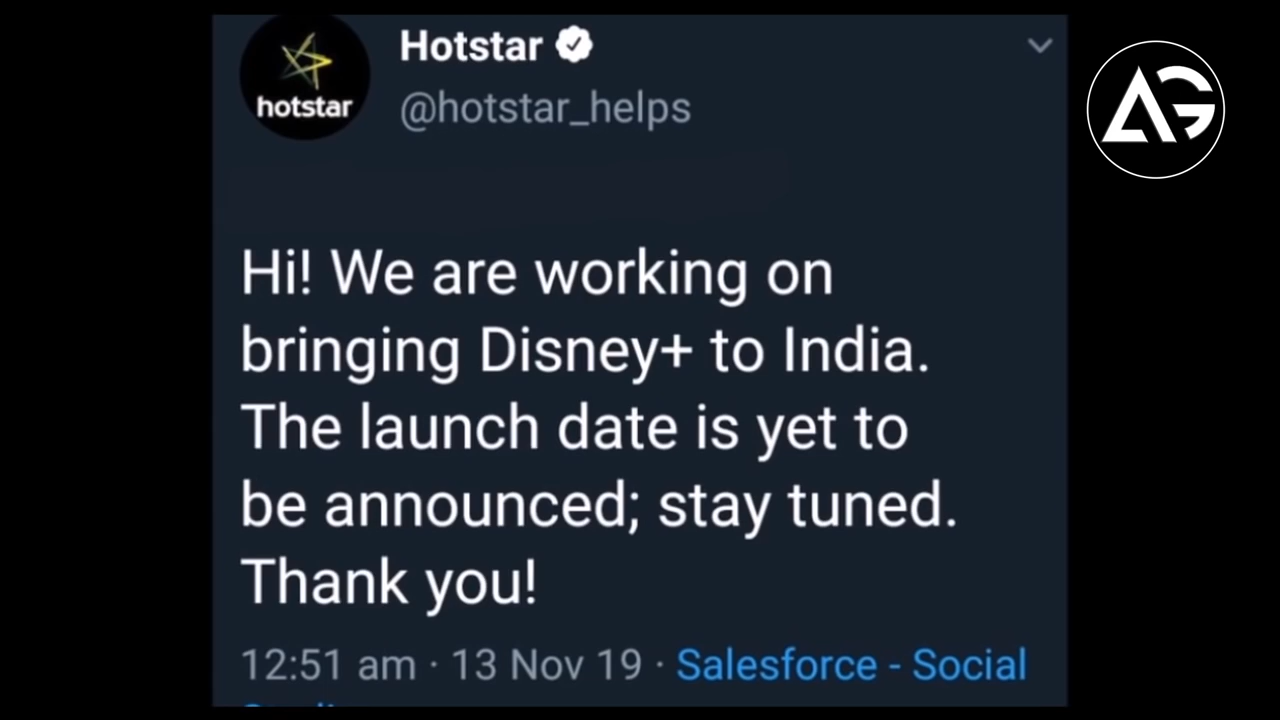 Hotstar
hotstar
@hotstar_helps
AG
Hi! We are working on
bringing Disney+ to India.
The launch date is yet to
be announced; stay tuned.
Thank you!
12:51 am · 13 Nov 19 · Salesforce - Social